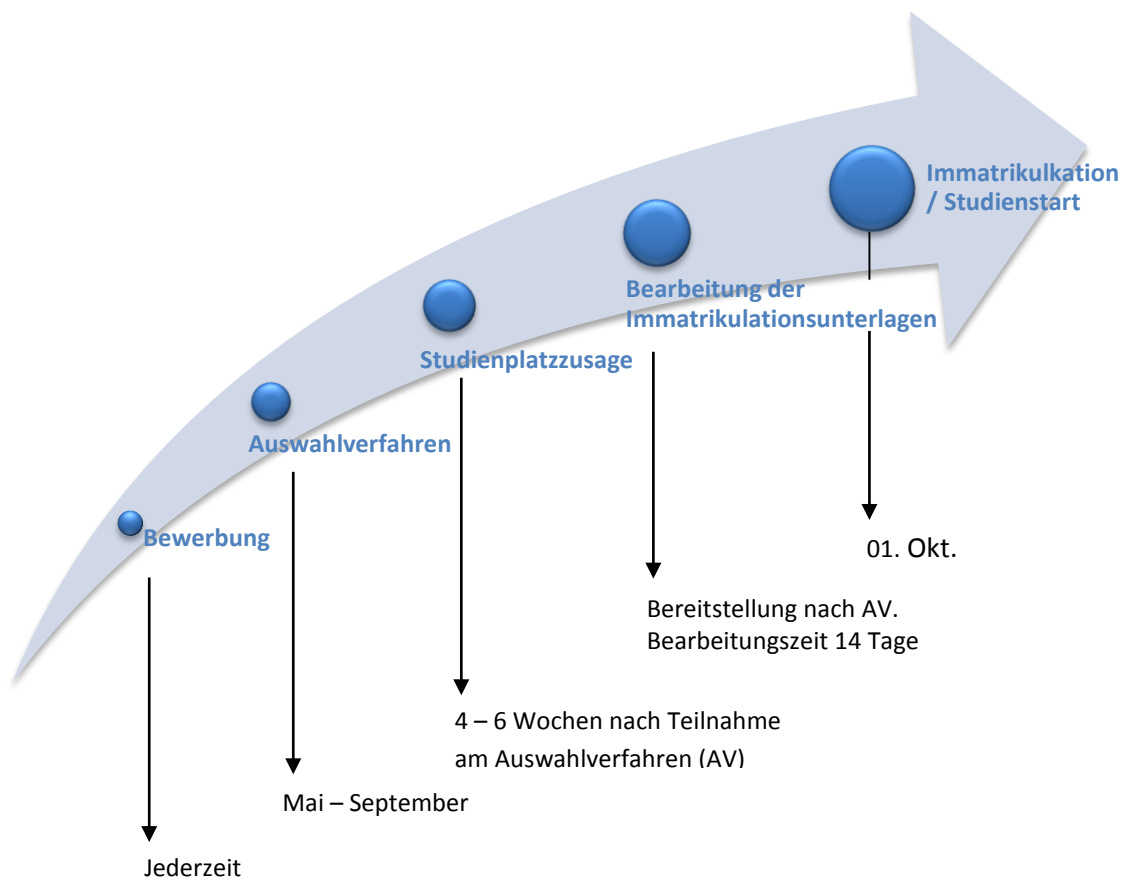 Immatrikulkation
/ Studienstart
Bearbeitung der
Immatrikulationsunterlagen
Studienplatzzusage
Auswahlverfahren
Bewerbung
01. Okt.
Bereitstellung nach AV.
Bearbeitungszeit 14 Tage
4 – 6 Wochen nach Teilnahme
am Auswahlverfahren (AV)
Mai – September
Jederzeit